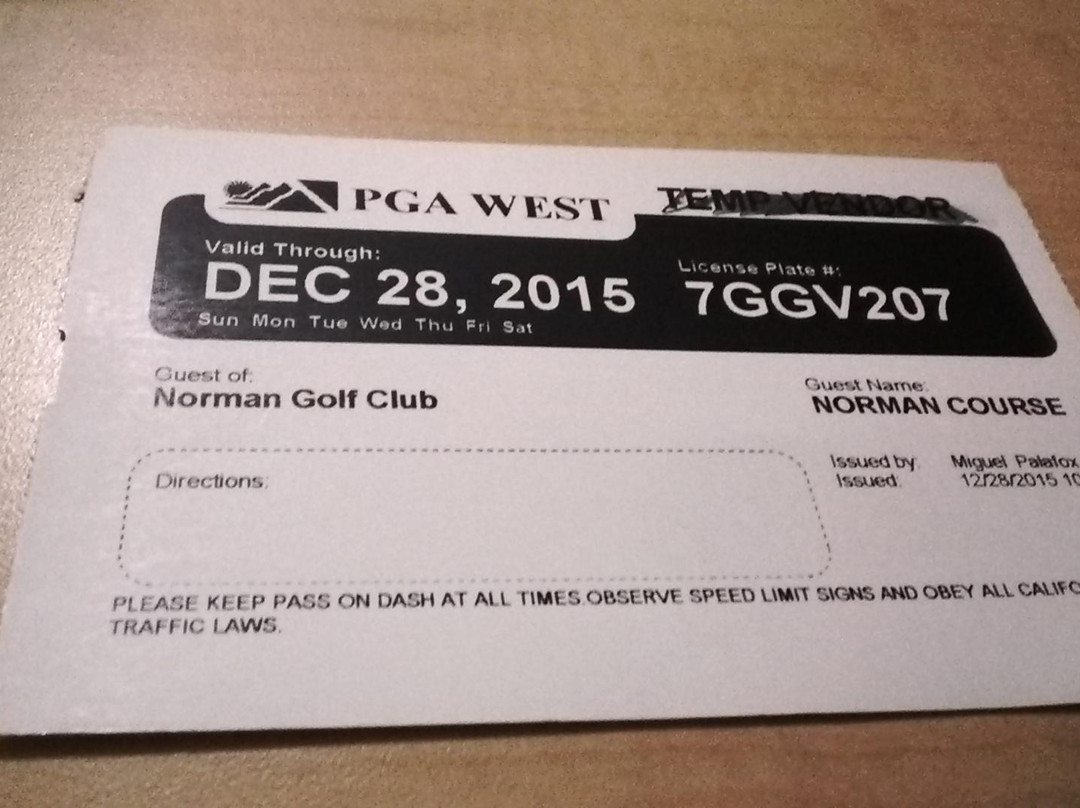 PGA WEST TEMP VENDOR
Valid Through: License Plate #:
DEC 28, 2015 7GGV207
Sun Mon Tue Wed Thu Fri Sat
Guest of: Guest Name:
Norman Golf Club NORMAN COURSE
Issued by: Miguel Palafox
Directions: Issued: 12/28/2015 10
PLEASE KEEP PASS ON DASH AT ALL TIMES.OBSERVE SPEED LIMIT SIGNS AND OBEY ALL CALIFO
TRAFFIC LAWS.